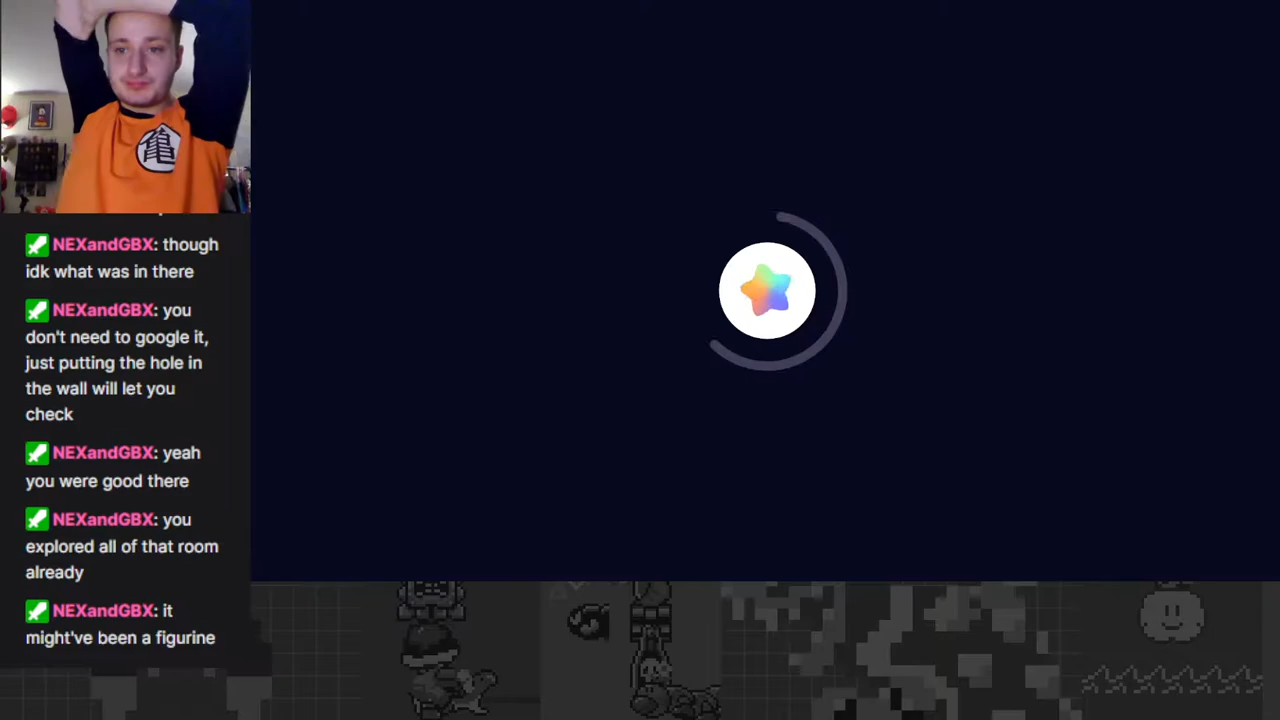 亀
NEXandGBX: though
idk what was in there
NEXandGBX: you
don't need to google it,
just putting the hole in
the wall will let you
check
NEXandGBX: yeah
you were good there
NEXandGBX: you
explored all of that room
already
NEXandGBX: it
might've been a figurine